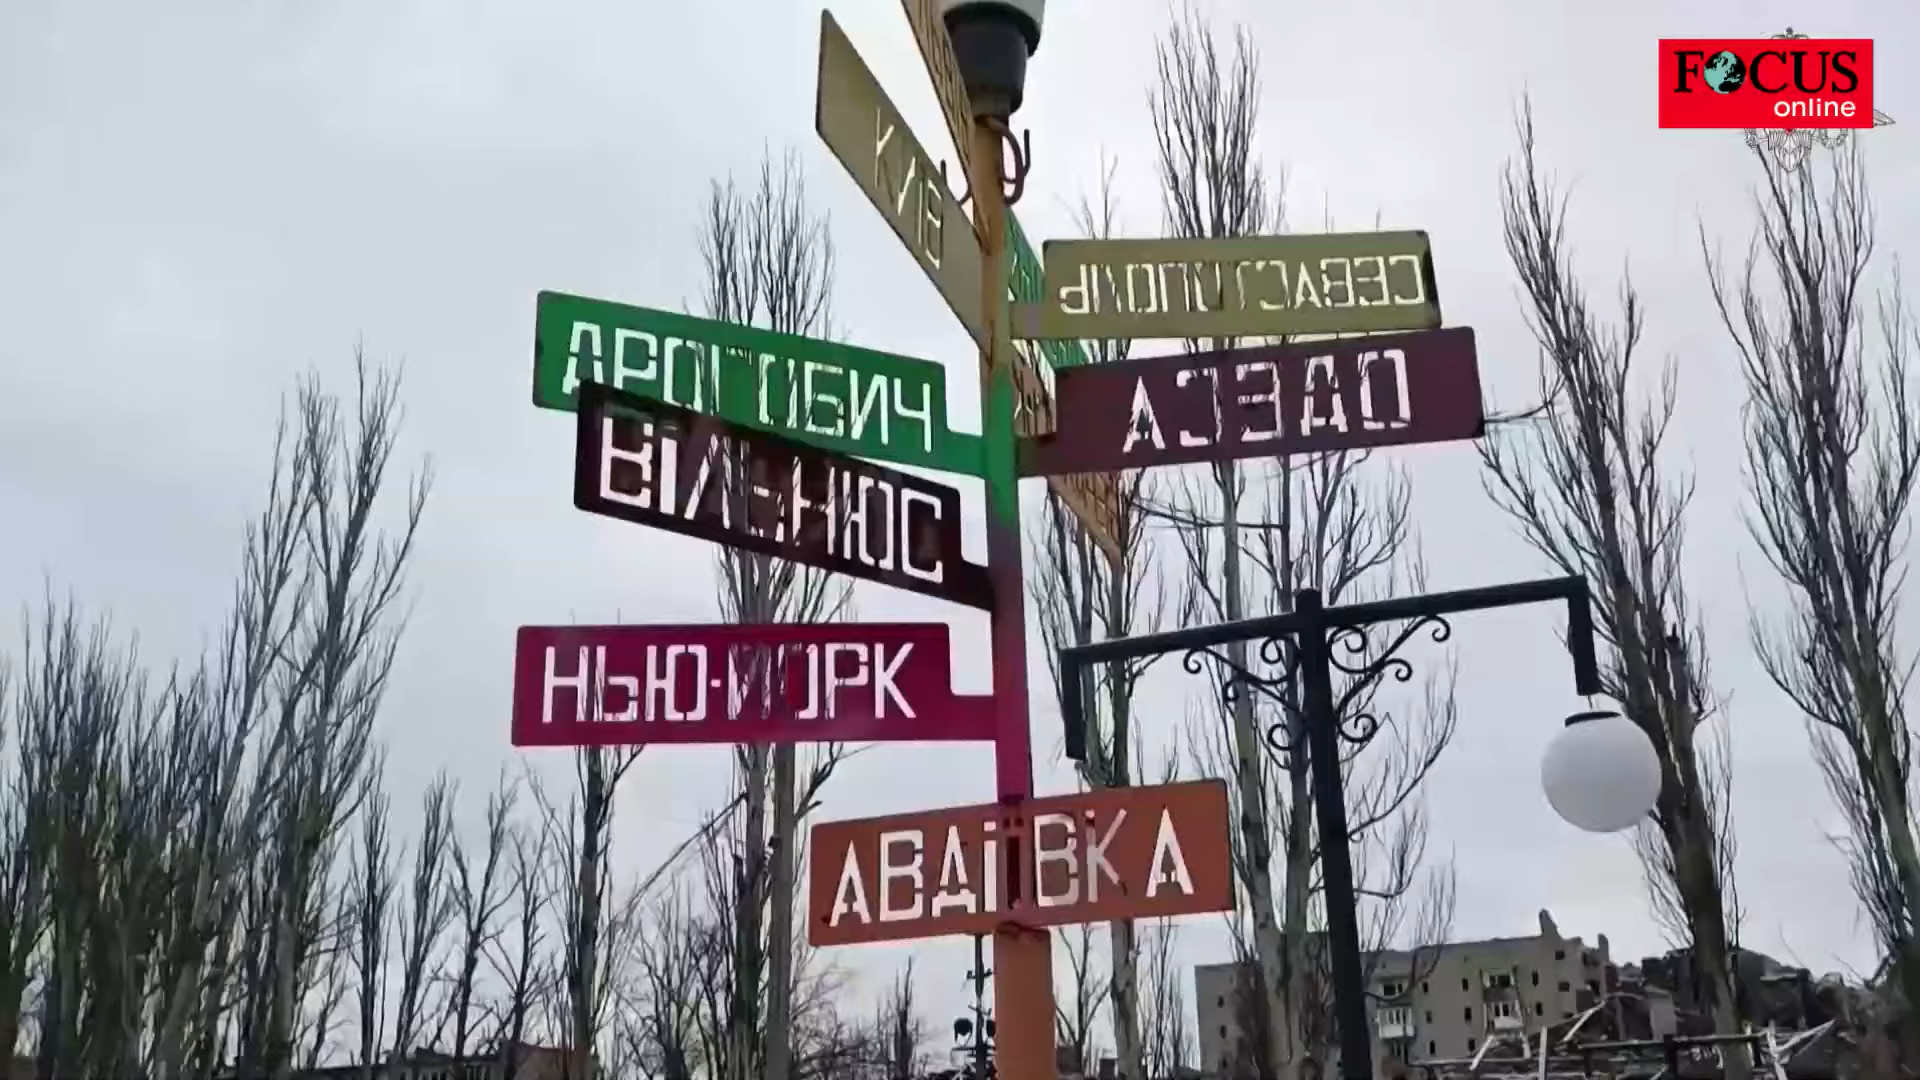 FOCUS
online
КИЇВ
СЕВАСТОПОЛЬ
ДРОГОБИЧ
ОДЕСА
ВІЛЬНЮС
НЬЮ-ЙОРК
АВДІЇВКА